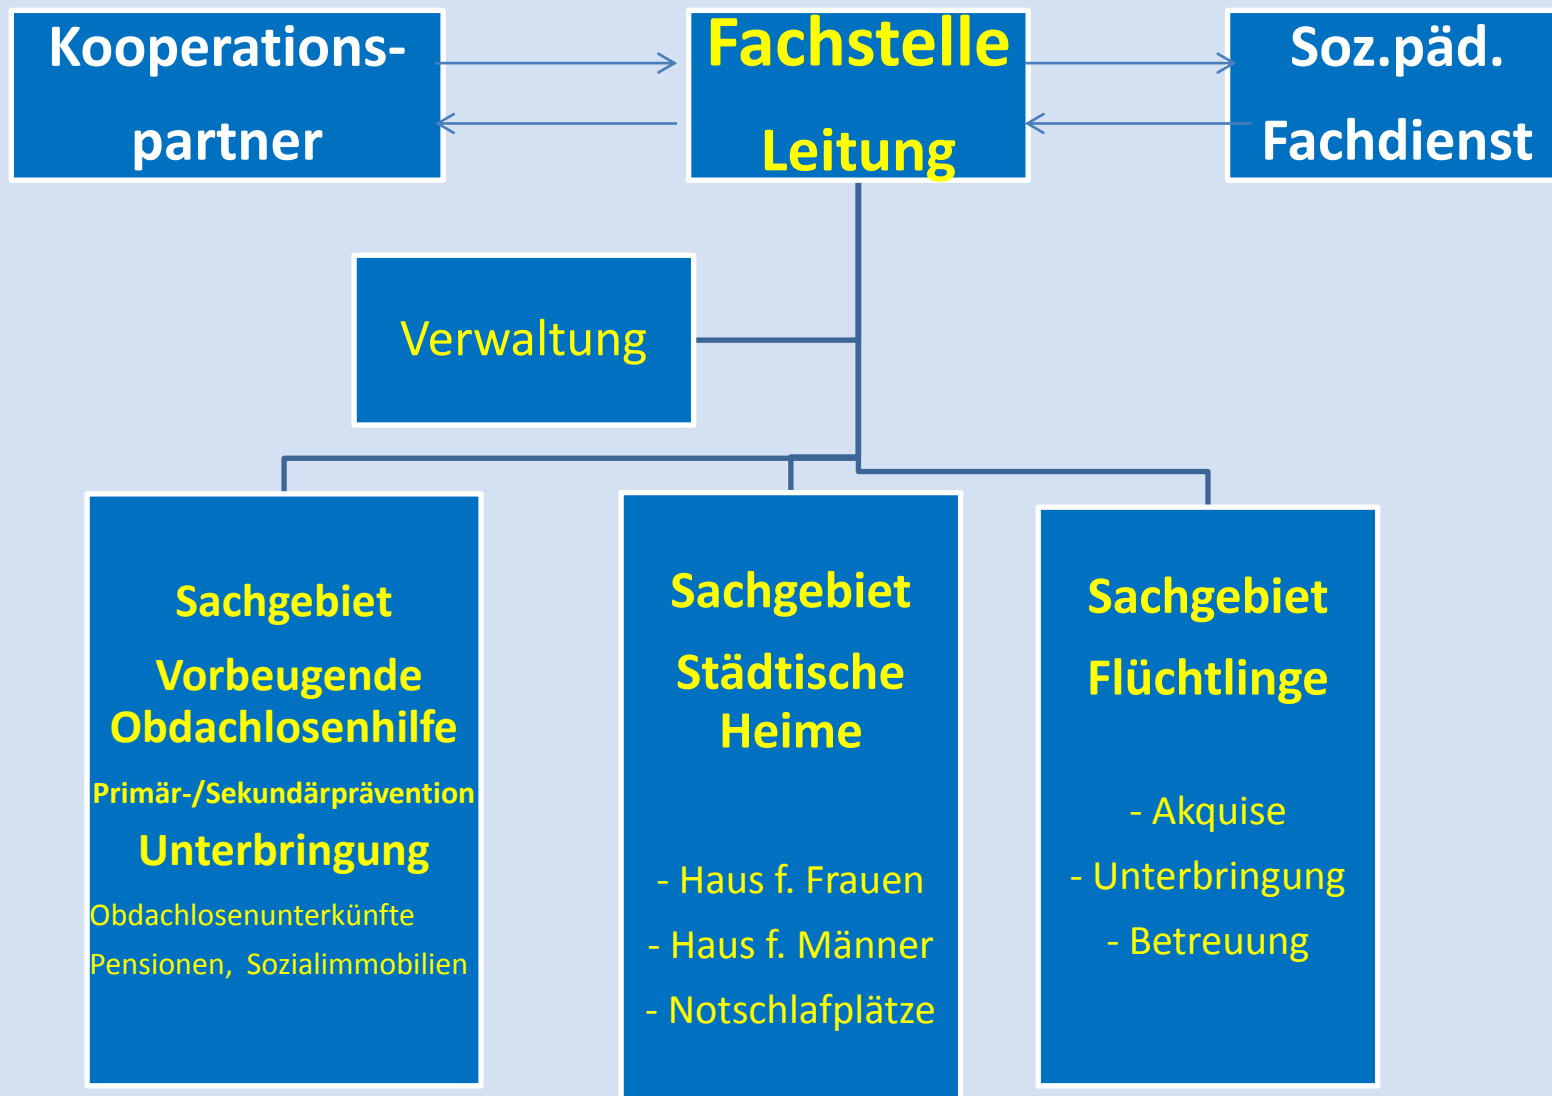 Kooperations-
partner
Fachstelle
Leitung
Soz.päd.
Fachdienst
Verwaltung
Sachgebiet
Vorbeugende
Obdachlosenhilfe
Primär-/Sekundärprävention
Unterbringung
Obdachlosenunterkünfte
Pensionen, Sozialimmobilien
Sachgebiet
Städtische
Heime
- Haus f. Frauen
- Haus f. Männer
- Notschlafplätze
Sachgebiet
Flüchtlinge
- Akquise
- Unterbringung
- Betreuung